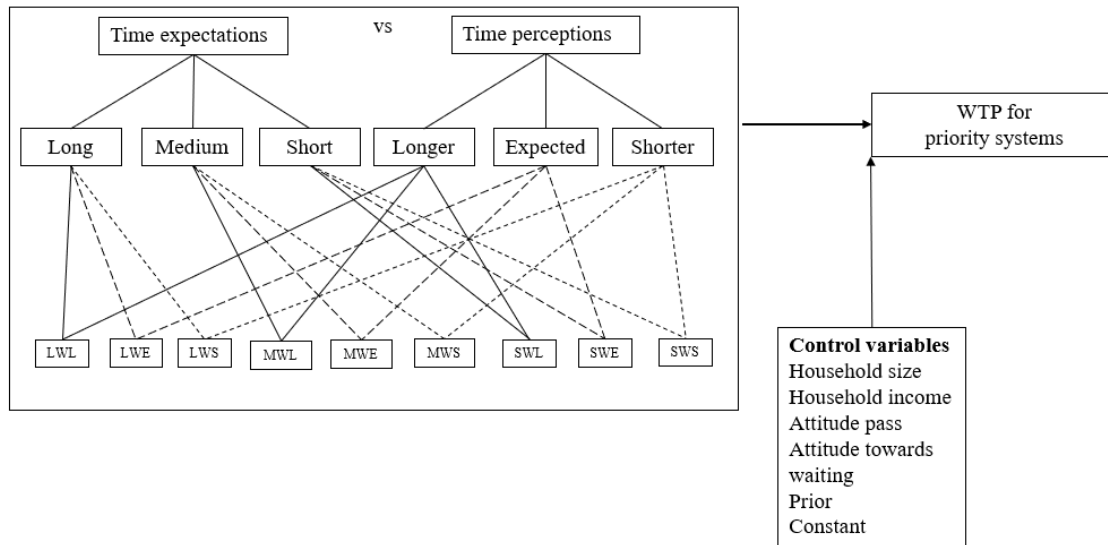 Time expectations
vs
Time perceptions
Long
Medium
Short
Longer
Expected
Shorter
LWL
LWE
LWS
MWL
MWE
MWS
SWL
SWE
SWS
WTP for
priority systems
Control variables
Household size
Household income
Attitude pass
Attitude towards
waiting
Prior
Constant